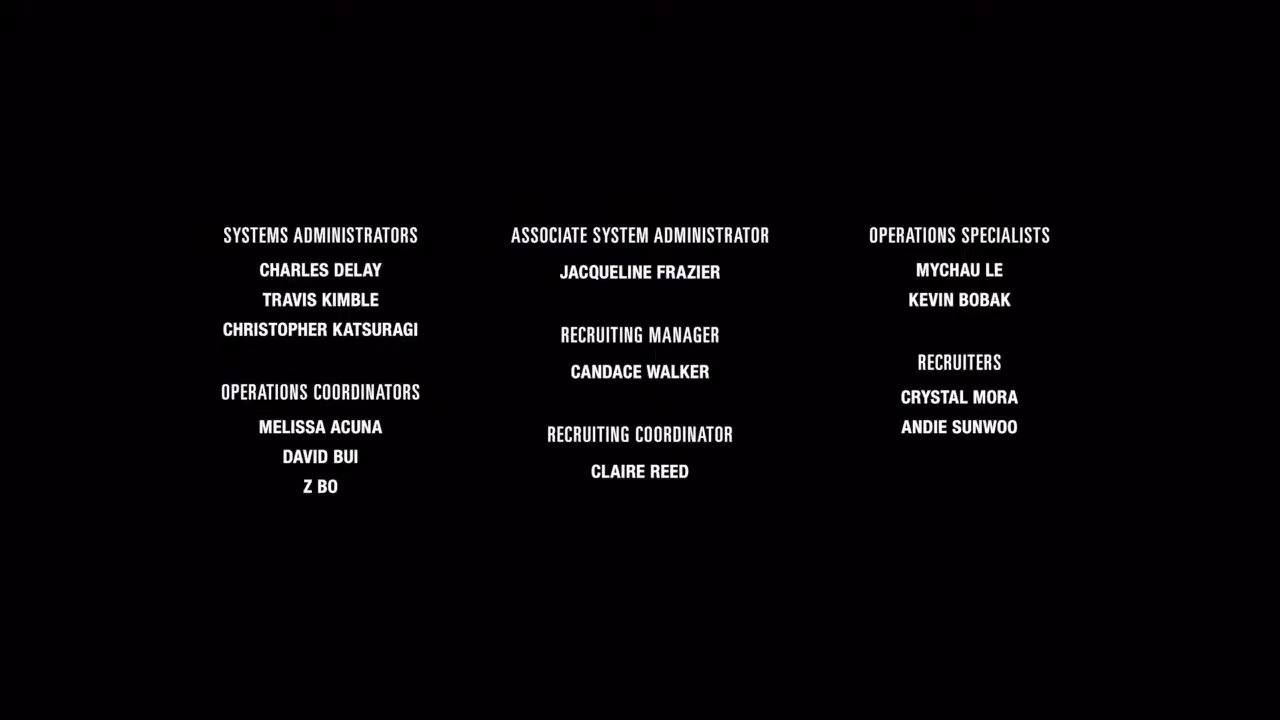 SYSTEMS ADMINISTRATORS
CHARLES DELAY
TRAVIS KIMBLE
CHRISTOPHER KATSURAGI
OPERATIONS COORDINATORS
MELISSA ACUNA
DAVID BUI
Z BO
ASSOCIATE SYSTEM ADMINISTRATOR
JACQUELINE FRAZIER
RECRUITING MANAGER
CANDACE WALKER
RECRUITING COORDINATOR
CLAIRE REED
OPERATIONS SPECIALISTS
MYCHAU LE
KEVIN BOBAK
RECRUITERS
CRYSTAL MORA
ANDIE SUNWOO